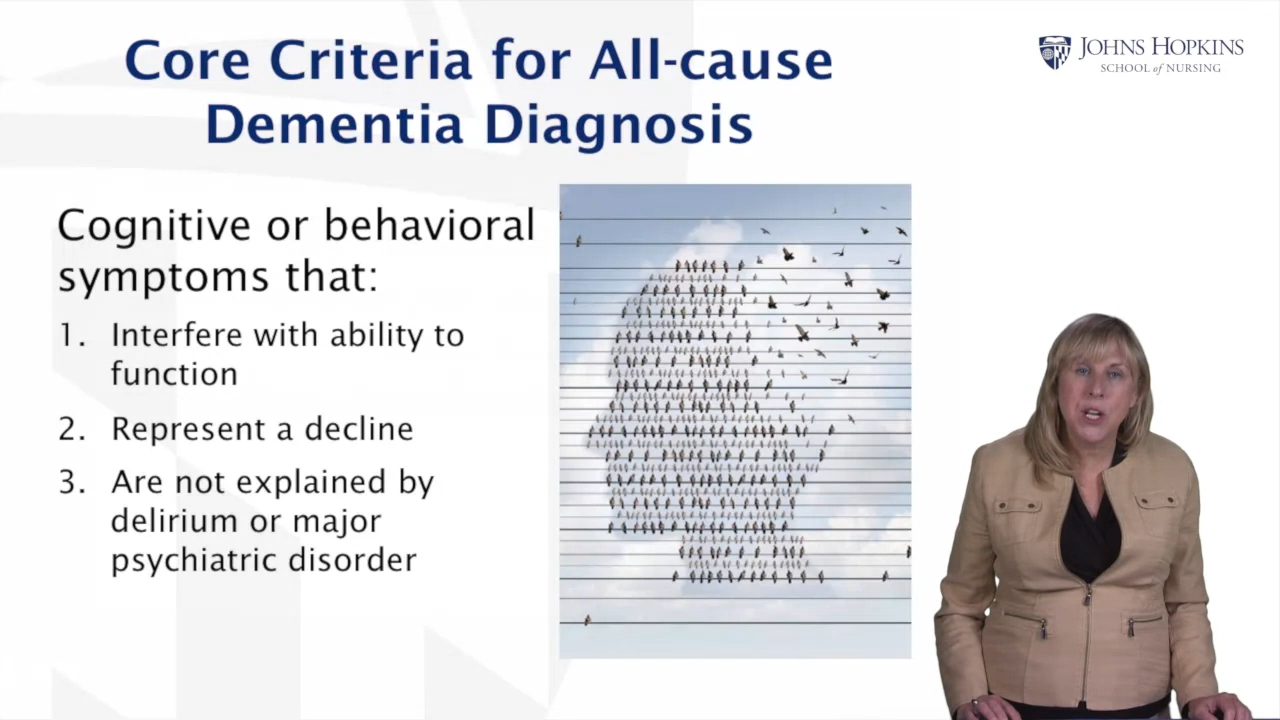 Core Criteria for All-cause
Dementia Diagnosis
JOHNS HOPKINS
SCHOOL of NURSING
Cognitive or behavioral
symptoms that:
1. Interfere with ability to
function
2. Represent a decline
3. Are not explained by
delirium or major
psychiatric disorder